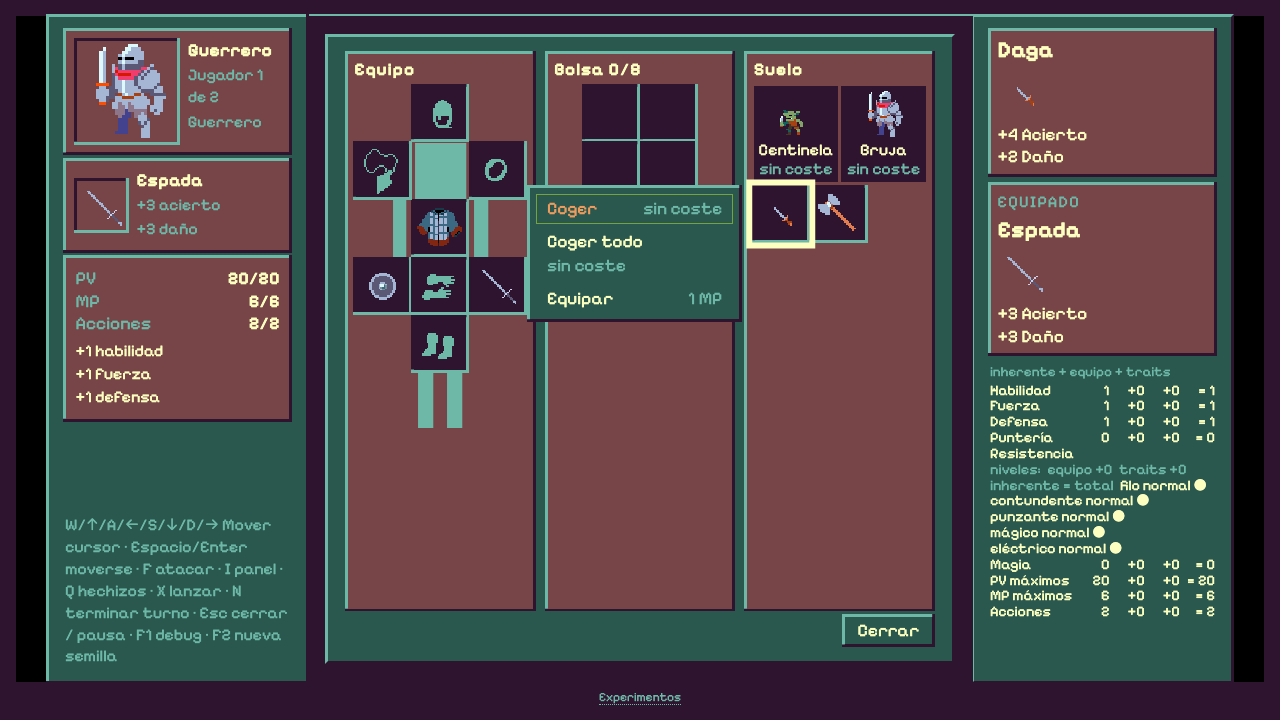 Guerrero
Jugador 1
de 2
Guerrero
Espada
+3 acierto
+3 daño
PV 20/20
MP 6/6
Acciones 2/2
+1 habilidad
+1 fuerza
+1 defensa
W/↑/A/←/S/↓/D/→ Mover
cursor · Espacio/Enter
moverse · F atacar · I panel ·
Q hechizos · X lanzar · N
terminar turno · Esc cerrar
/ pausa · F1 debug · F2 nueva
semilla
Equipo
Bolsa 0/8
Suelo
Centinela
sin coste
Bruja
sin coste
Coger sin coste
Coger todo
sin coste
Equipar 1 MP
Cerrar
Daga
+4 Acierto
+2 Daño
EQUIPADO
Espada
+3 Acierto
+3 Daño
inherente + equipo + traits
Habilidad 1 +0 +0 = 1
Fuerza 1 +0 +0 = 1
Defensa 1 +0 +0 = 1
Puntería 0 +0 +0 = 0
Resistencia
niveles: equipo +0 traits +0
inherente = total filo normal
contundente normal
punzante normal
mágico normal
eléctrico normal
Magia 0 +0 +0 = 0
PV máximos 20 +0 +0 = 20
MP máximos 6 +0 +0 = 6
Acciones 2 +0 +0 = 2
Experimentos